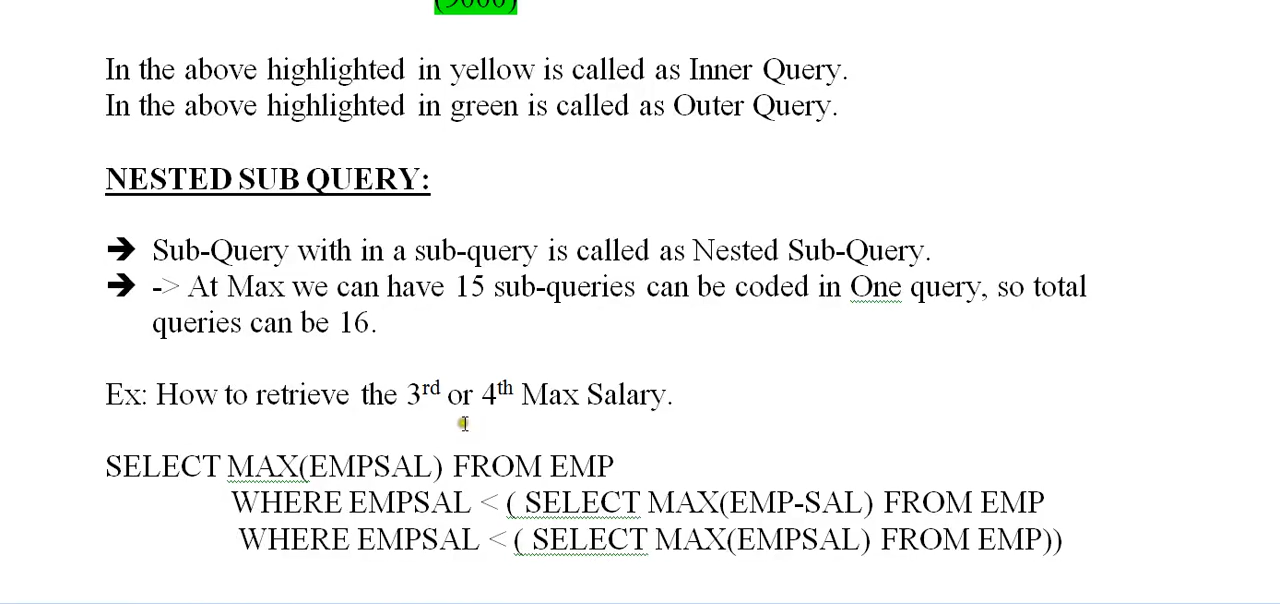 In the above highlighted in yellow is called as Inner Query.
In the above highlighted in green is called as Outer Query.
NESTED SUB QUERY:
➔ Sub-Query with in a sub-query is called as Nested Sub-Query.
➔ -> At Max we can have 15 sub-queries can be coded in One query, so total
queries can be 16.
Ex: How to retrieve the 3rd or 4th Max Salary.
SELECT MAX(EMPSAL) FROM EMP
WHERE EMPSAL < ( SELECT MAX(EMP-SAL) FROM EMP
WHERE EMPSAL < ( SELECT MAX(EMPSAL) FROM EMP))